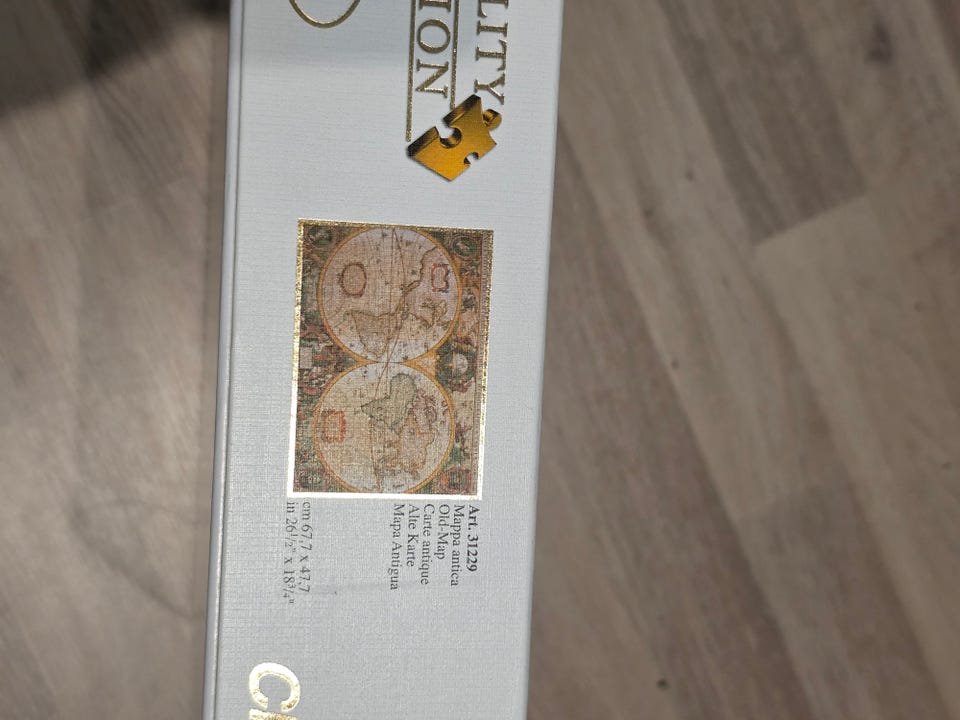 LITY
ION
Art. 31229
Mappa antica
Old-Map
Carte antique
Alte Karte
Mapa Antigua
cm 67,7 x 47,7
in 26½" x 18¾"